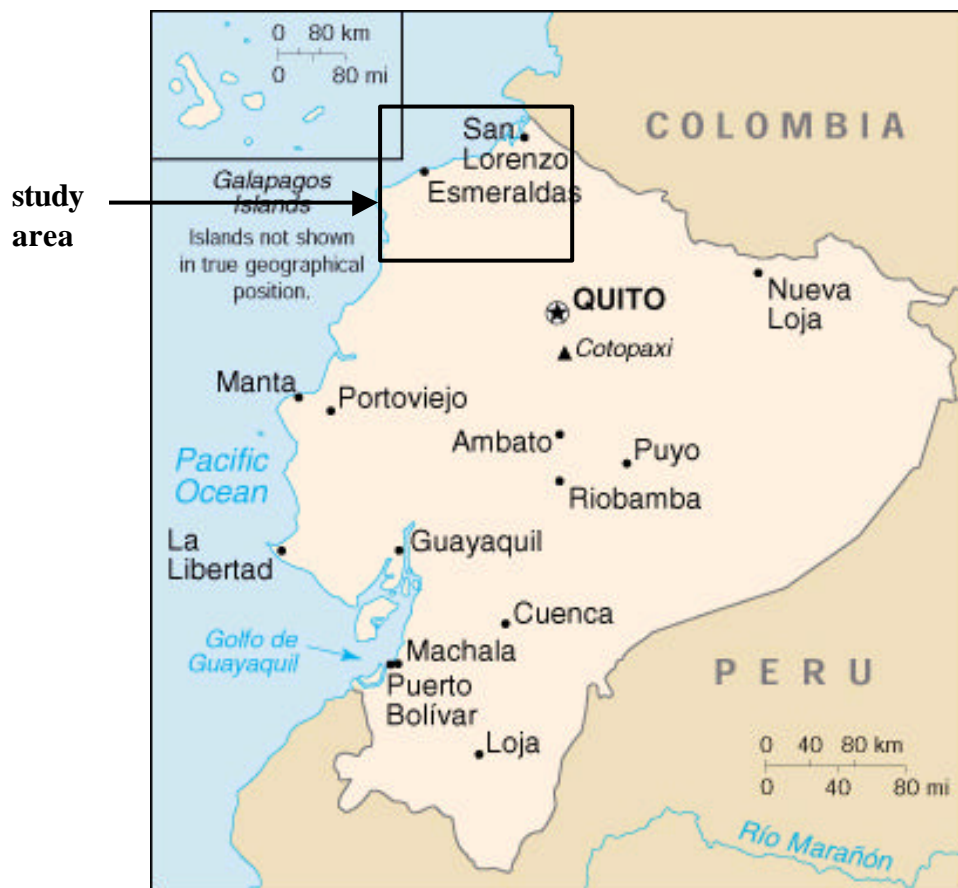 0 80 km
0 80 mi
COLOMBIA
San
Lorenzo
Esmeraldas
study
area
Galapagos
Islands
Islands not shown
in true geographical
position.
QUITO
Cotopaxi
Nueva
Loja
Manta
Portoviejo
Ambato
Puyo
Riobamba
Pacific
Ocean
La
Libertad
Guayaquil
Cuenca
Golfo de
Guayaquil
Machala
Puerto
Bolívar
Loja
PERU
0 40 80 km
0 40 80 mi
Río Marañón